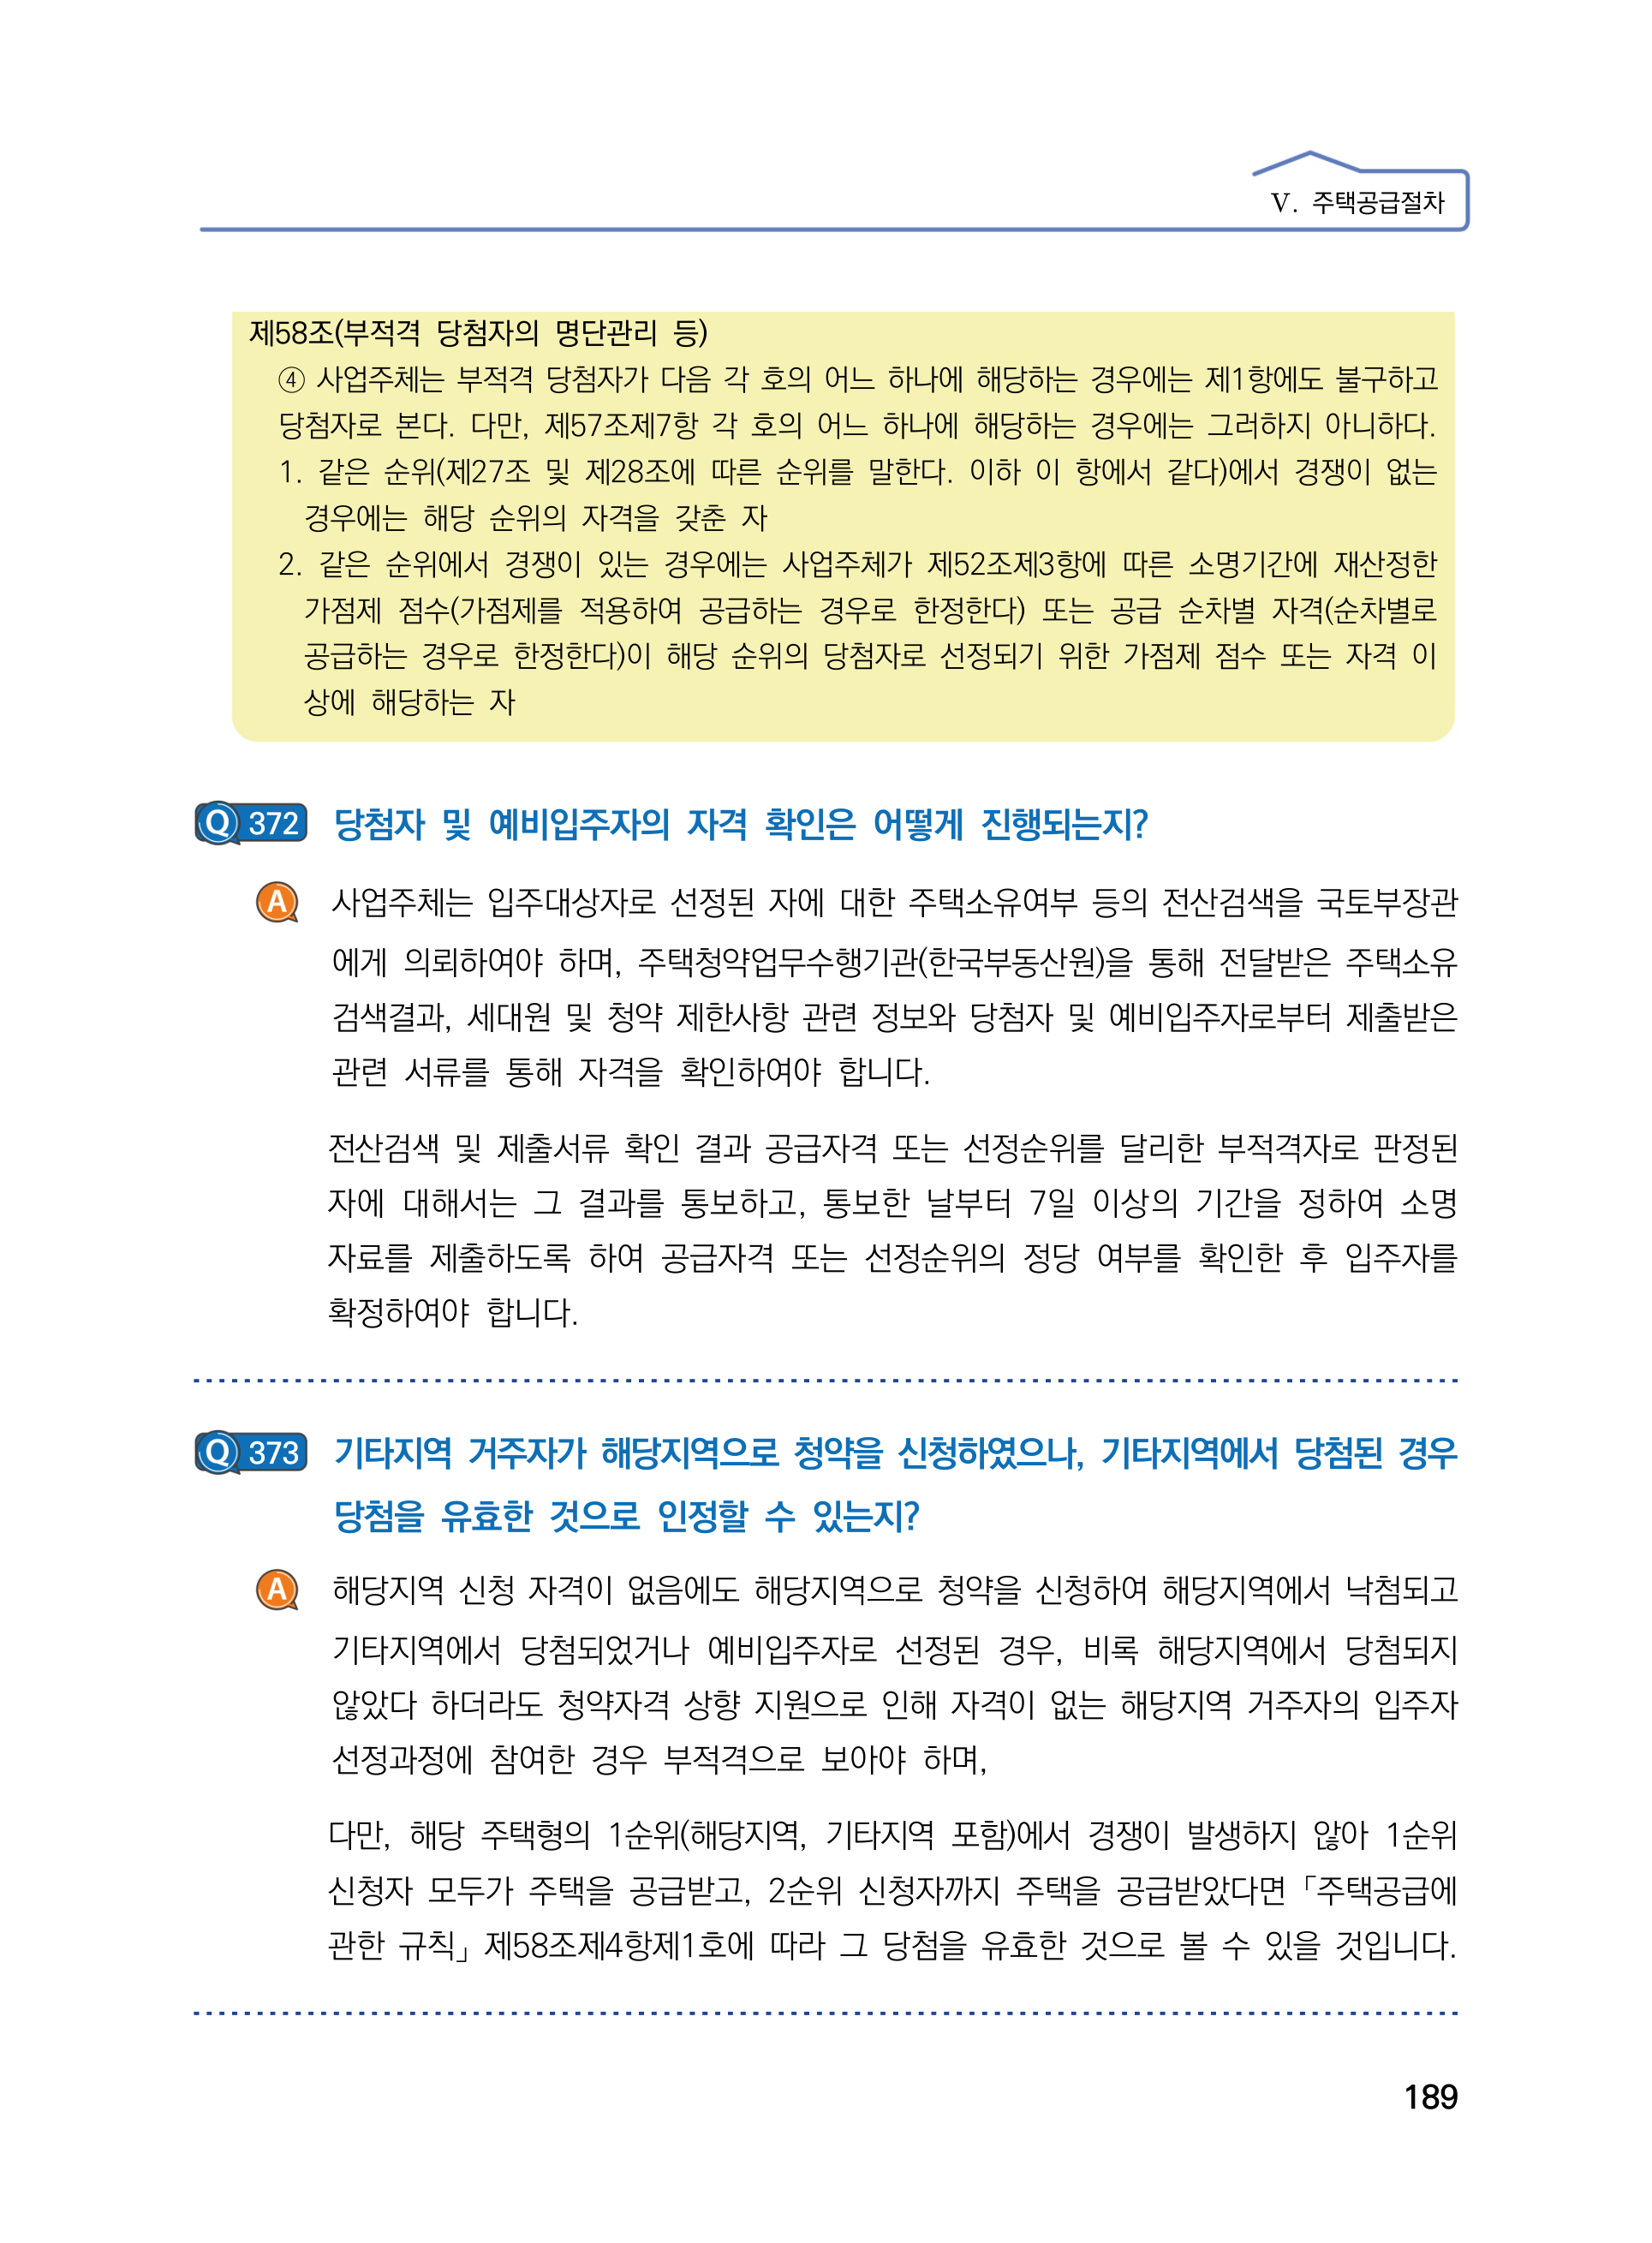 Ⅴ. 주택공급절차
제58조(부적격 당첨자의 명단관리 등)
④ 사업주체는 부적격 당첨자가 다음 각 호의 어느 하나에 해당하는 경우에는 제1항에도 불구하고
당첨자로 본다. 다만, 제57조제7항 각 호의 어느 하나에 해당하는 경우에는 그러하지 아니하다.
1. 같은 순위(제27조 및 제28조에 따른 순위를 말한다. 이하 이 항에서 같다)에서 경쟁이 없는
경우에는 해당 순위의 자격을 갖춘 자
2. 같은 순위에서 경쟁이 있는 경우에는 사업주체가 제52조제3항에 따른 소명기간에 재산정한
가점제 점수(가점제를 적용하여 공급하는 경우로 한정한다) 또는 공급 순차별 자격(순차별로
공급하는 경우로 한정한다)이 해당 순위의 당첨자로 선정되기 위한 가점제 점수 또는 자격 이
상에 해당하는 자
Q 372 당첨자 및 예비입주자의 자격 확인은 어떻게 진행되는지?
A 사업주체는 입주대상자로 선정된 자에 대한 주택소유여부 등의 전산검색을 국토부장관
에게 의뢰하여야 하며, 주택청약업무수행기관(한국부동산원)을 통해 전달받은 주택소유
검색결과, 세대원 및 청약 제한사항 관련 정보와 당첨자 및 예비입주자로부터 제출받은
관련 서류를 통해 자격을 확인하여야 합니다.
전산검색 및 제출서류 확인 결과 공급자격 또는 선정순위를 달리한 부적격자로 판정된
자에 대해서는 그 결과를 통보하고, 통보한 날부터 7일 이상의 기간을 정하여 소명
자료를 제출하도록 하여 공급자격 또는 선정순위의 정당 여부를 확인한 후 입주자를
확정하여야 합니다.
Q 373 기타지역 거주자가 해당지역으로 청약을 신청하였으나, 기타지역에서 당첨된 경우
당첨을 유효한 것으로 인정할 수 있는지?
A 해당지역 신청 자격이 없음에도 해당지역으로 청약을 신청하여 해당지역에서 낙첨되고
기타지역에서 당첨되었거나 예비입주자로 선정된 경우, 비록 해당지역에서 당첨되지
않았다 하더라도 청약자격 상향 지원으로 인해 자격이 없는 해당지역 거주자의 입주자
선정과정에 참여한 경우 부적격으로 보아야 하며,
다만, 해당 주택형의 1순위(해당지역, 기타지역 포함)에서 경쟁이 발생하지 않아 1순위
신청자 모두가 주택을 공급받고, 2순위 신청자까지 주택을 공급받았다면「주택공급에
관한 규칙」제58조제4항제1호에 따라 그 당첨을 유효한 것으로 볼 수 있을 것입니다.
189